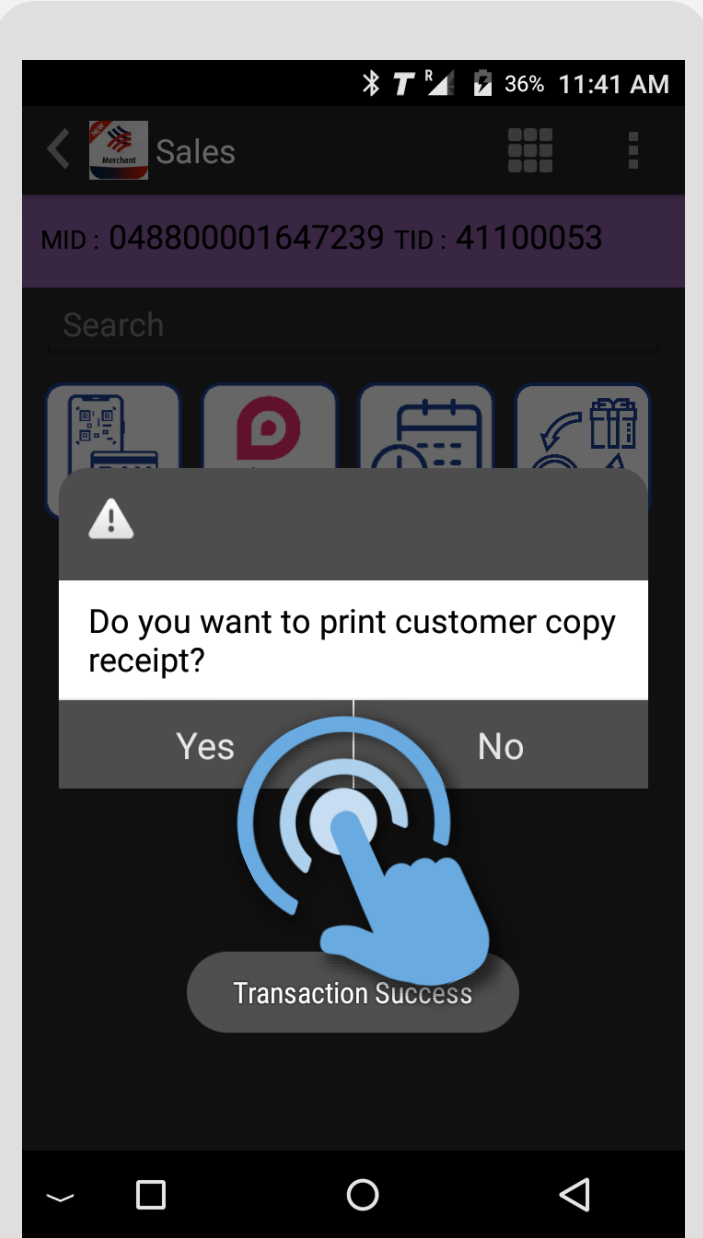 R 36% 11:41 AM
NEW
Merchant
Sales
MID : 048800001647239 TID : 41100053
Search
Do you want to print customer copy
receipt?
Yes No
Transaction Success